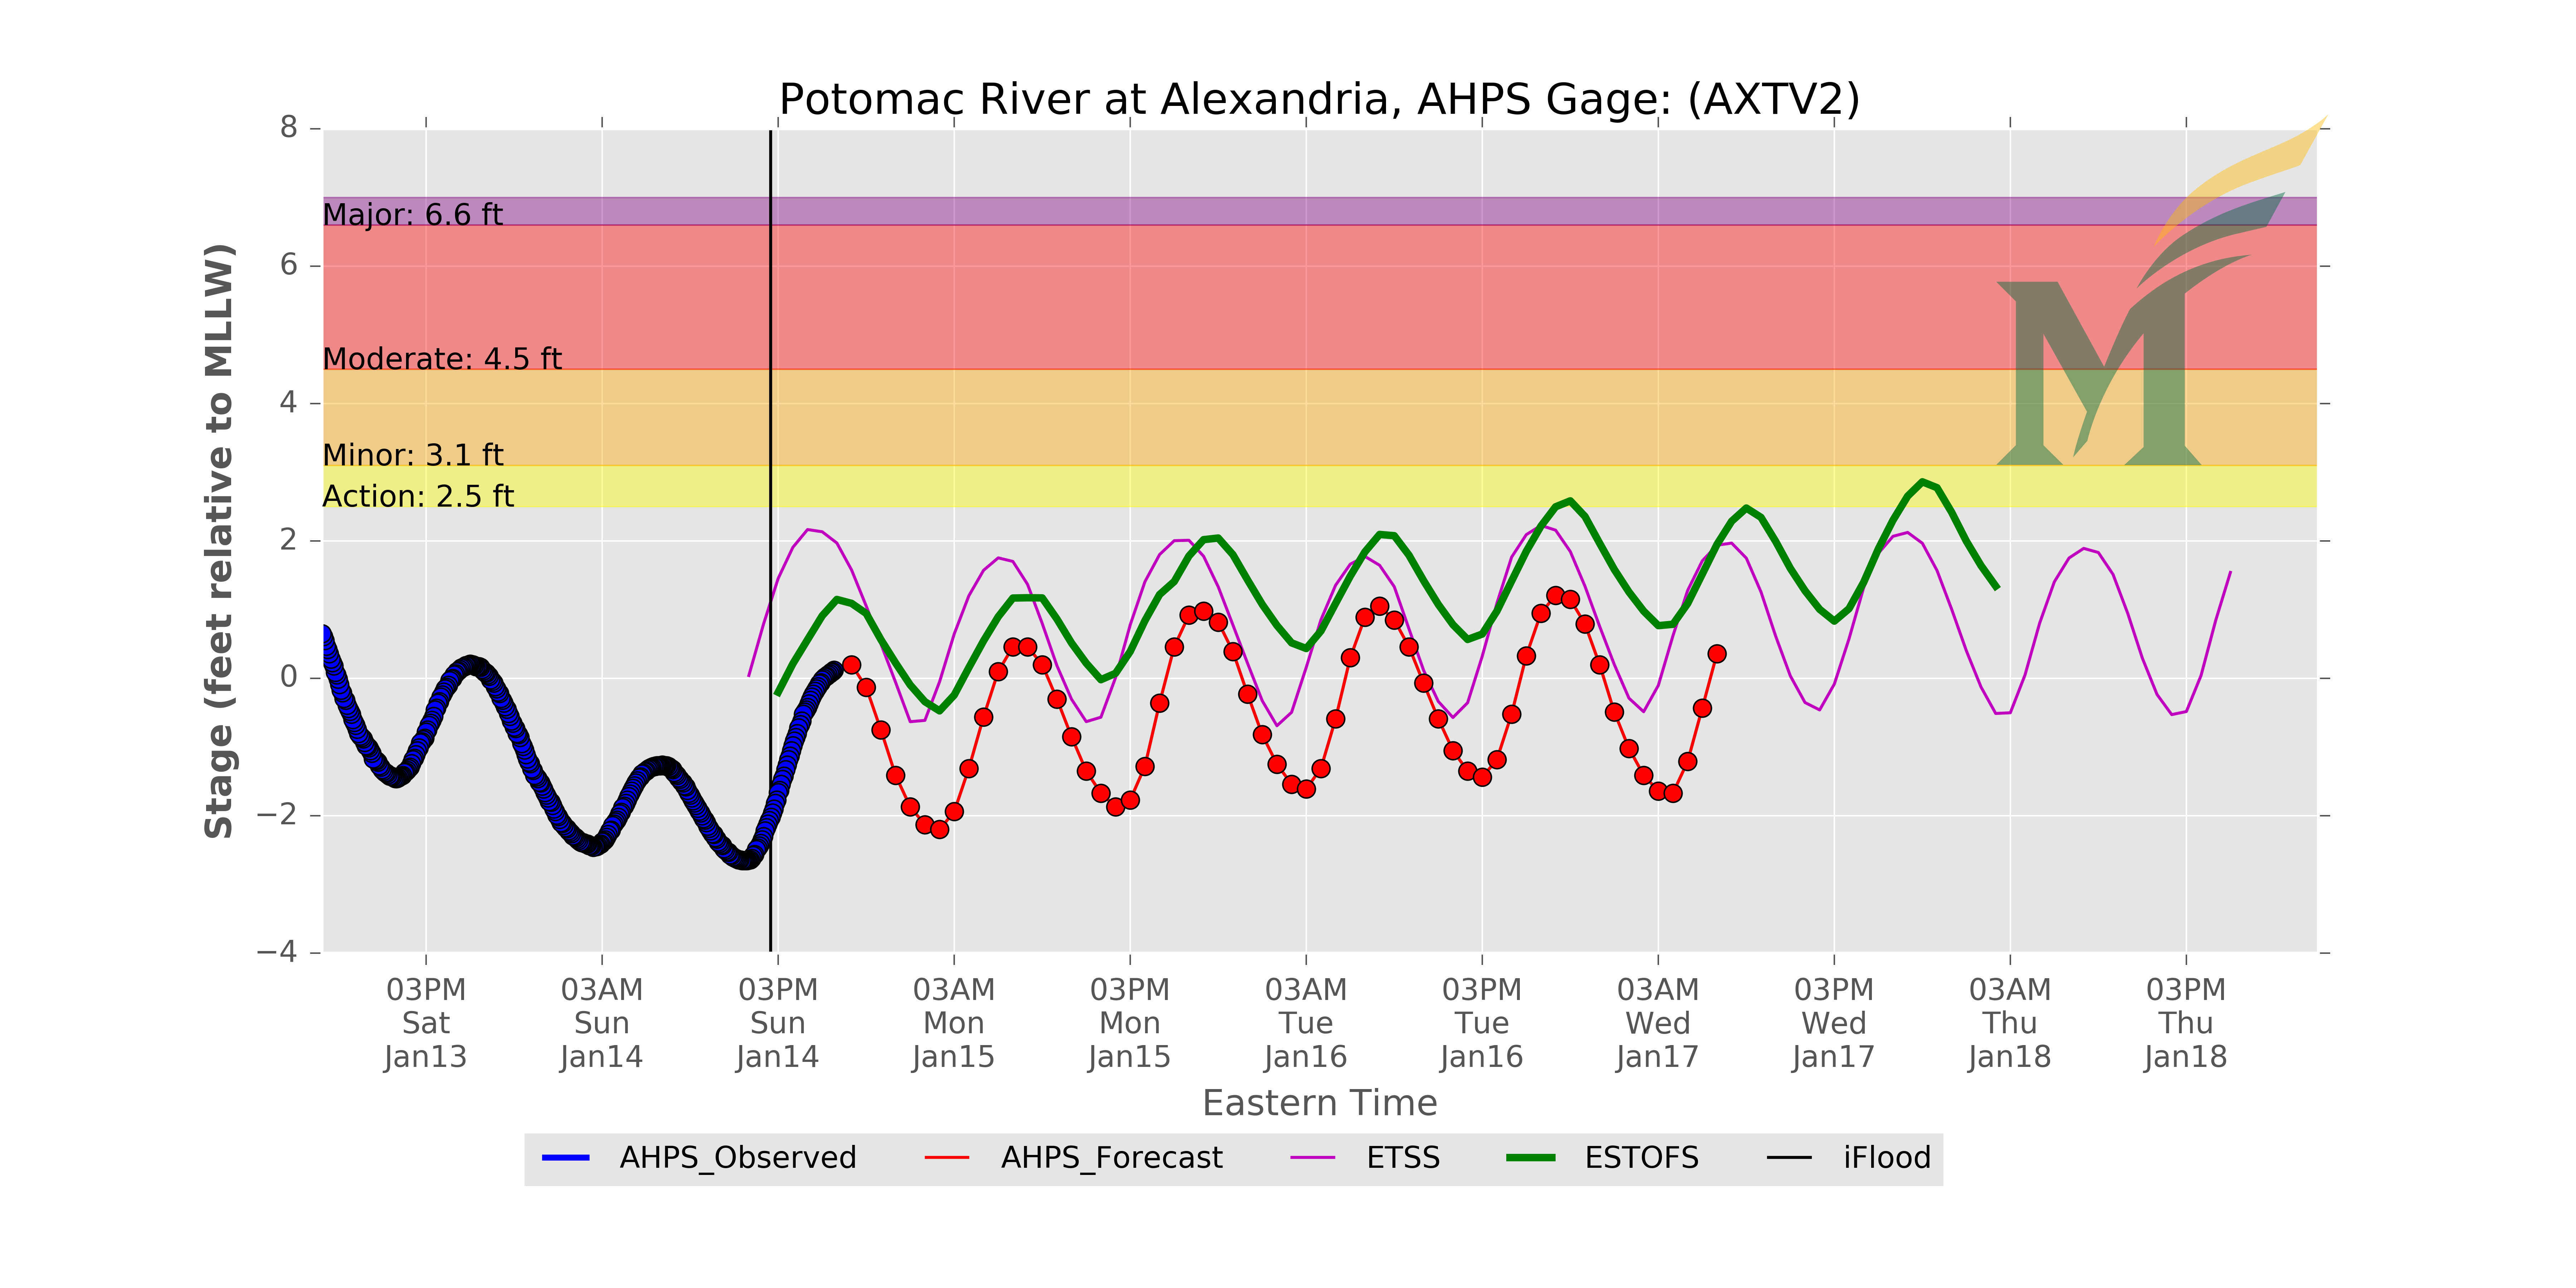 Potomac River at Alexandria, AHPS Gage: (AXTV2)
Stage (feet relative to MLLW)
8
6
4
2
0
−2
−4
Major: 6.6 ft
Moderate: 4.5 ft
Minor: 3.1 ft
Action: 2.5 ft
M
03PM 03AM 03PM 03AM 03PM 03AM 03PM 03AM 03PM 03AM 03PM
Sat Sun Sun Mon Mon Tue Tue Wed Wed Thu Thu
Jan13 Jan14 Jan14 Jan15 Jan15 Jan16 Jan16 Jan17 Jan17 Jan18 Jan18
Eastern Time
AHPS_Observed AHPS_Forecast ETSS ESTOFS iFlood